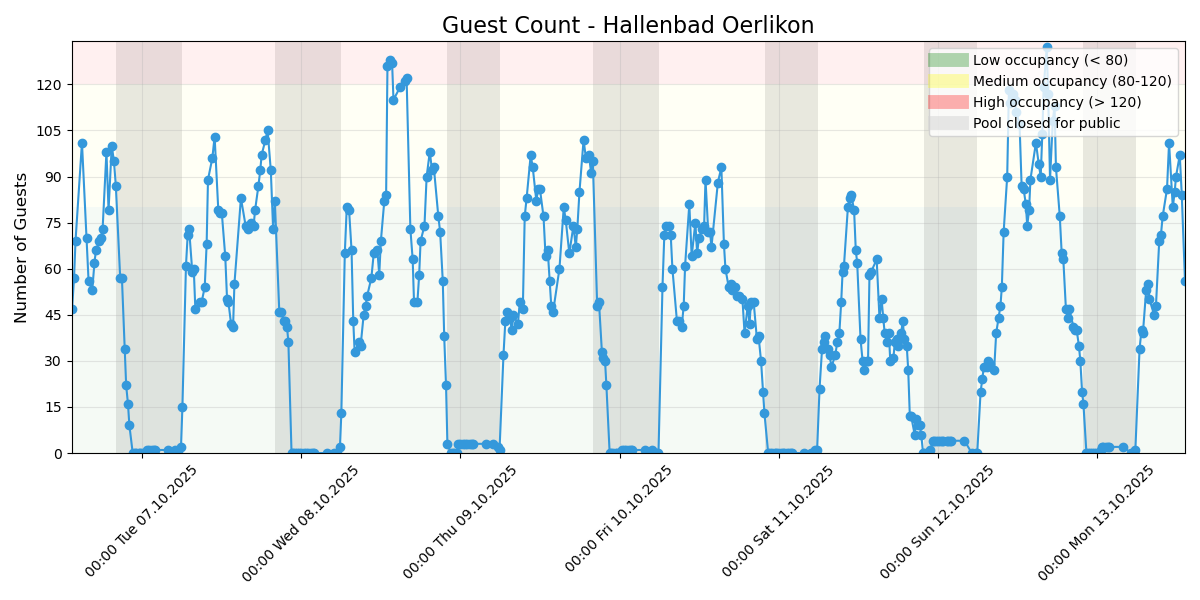 Guest Count - Hallenbad Oerlikon
Number of Guests
120
105
90
75
60
45
30
15
0
Low occupancy (< 80)
Medium occupancy (80-120)
High occupancy (> 120)
Pool closed for public
00:00 Tue 07.10.2025
00:00 Wed 08.10.2025
00:00 Thu 09.10.2025
00:00 Fri 10.10.2025
00:00 Sat 11.10.2025
00:00 Sun 12.10.2025
00:00 Mon 13.10.2025